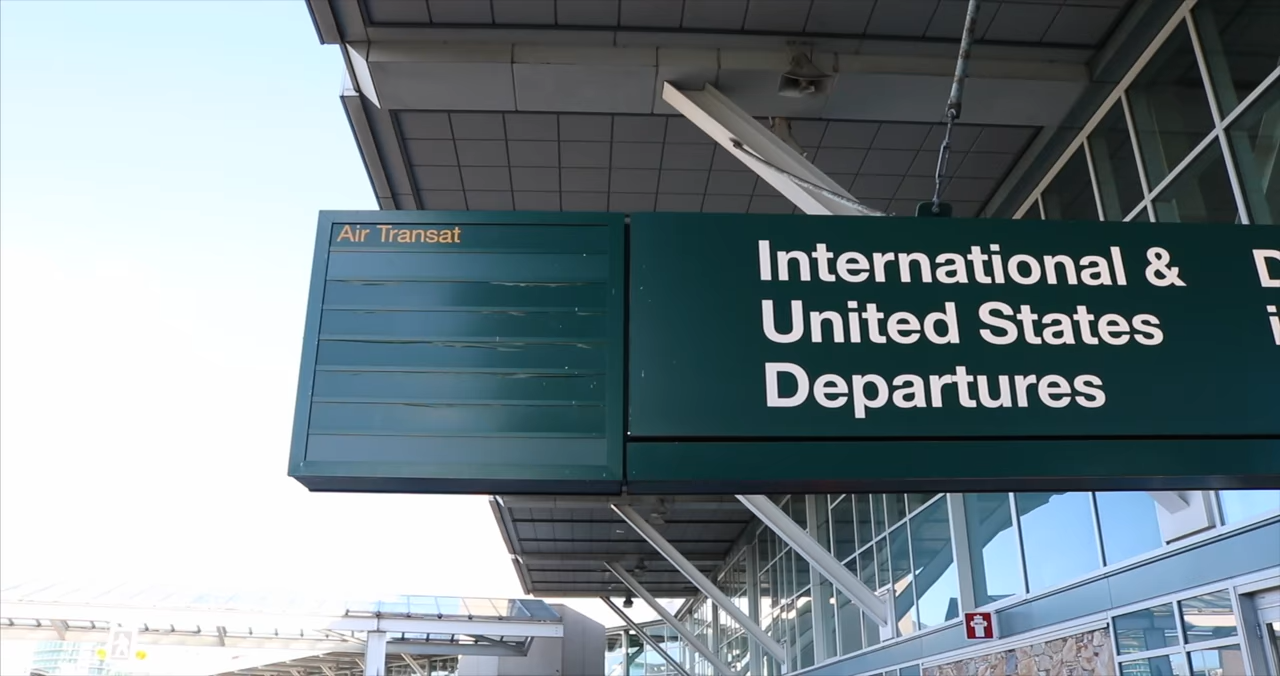 Air Transat
International &
United States
Departures